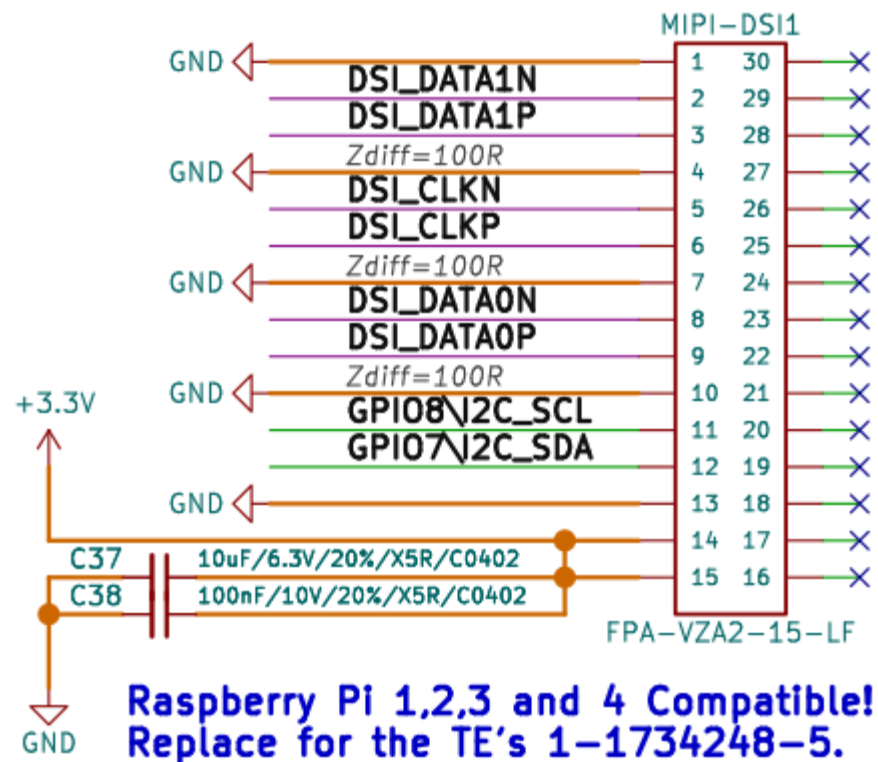 MIPI-DSI1
GND 1 30
DSI_DATA1N 2 29
DSI_DATA1P 3 28
Zdiff=100R
GND 4 27
DSI_CLKN 5 26
DSI_CLKP 6 25
Zdiff=100R
GND 7 24
DSI_DATA0N 8 23
DSI_DATA0P 9 22
Zdiff=100R
GND 10 21
+3.3V
GPIO8\I2C_SCL 11 20
GPIO7\I2C_SDA 12 19
GND 13 18
14 17
C37 10uF/6.3V/20%/X5R/C0402 15 16
C38 100nF/10V/20%/X5R/C0402
FPA-VZA2-15-LF
GND
Raspberry Pi 1,2,3 and 4 Compatible!
Replace for the TE's 1-1734248-5.